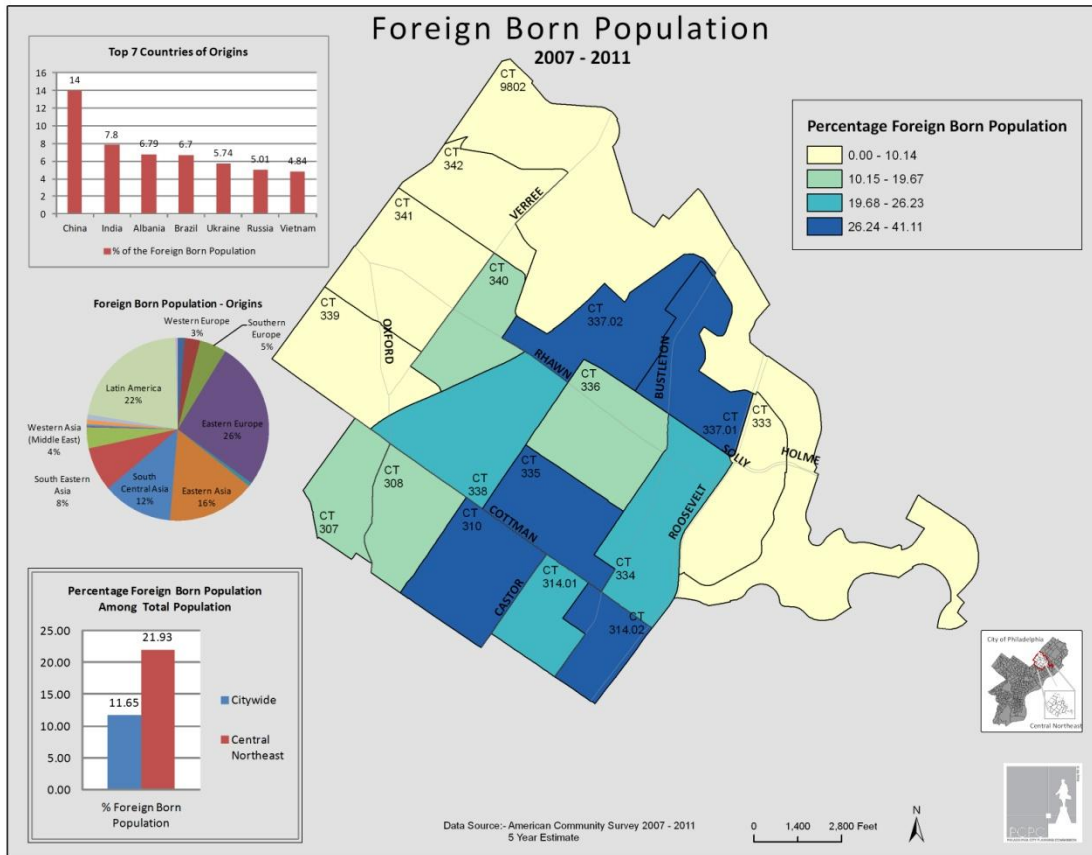 Foreign Born Population
2007 - 2011
Top 7 Countries of Origins
16
14
12
10
8
6
4
2
0
14
7.8
6.79
6.7
5.74
5.01
4.84
China
India
Albania
Brazil
Ukraine
Russia
Vietnam
% of the Foreign Born Population
Foreign Born Population - Origins
Western Europe
3%
Southern
Europe
5%
Latin America
22%
Eastern Europe
26%
Western Asia
(Middle East)
4%
South Eastern
Asia
8%
South
Central Asia
12%
Eastern Asia
16%
Percentage Foreign Born Population
Among Total Population
25.00
20.00
15.00
10.00
5.00
0.00
11.65
21.93
Citywide
Central
Northeast
% Foreign Born
Population
CT
9802
CT
342
CT
341
VERREE
CT
340
CT
339
OXFORD
CT
337.02
RHAWN
BUSTLETON
CT
336
CT
337.01
CT
333
SOLLY
HOLME
CT
335
CT
308
CT
338
CT
307
CT
310
COTTMAN
ROOSEVELT
CT
334
CT
314.01
CASTOR
CT
314.02
Percentage Foreign Born Population
0.00 - 10.14
10.15 - 19.67
19.68 - 26.23
26.24 - 41.11
City of Philadelphia
Central Northeast
Data Source:- American Community Survey 2007 - 2011
5 Year Estimate
0 1,400 2,800 Feet
N
PCPC